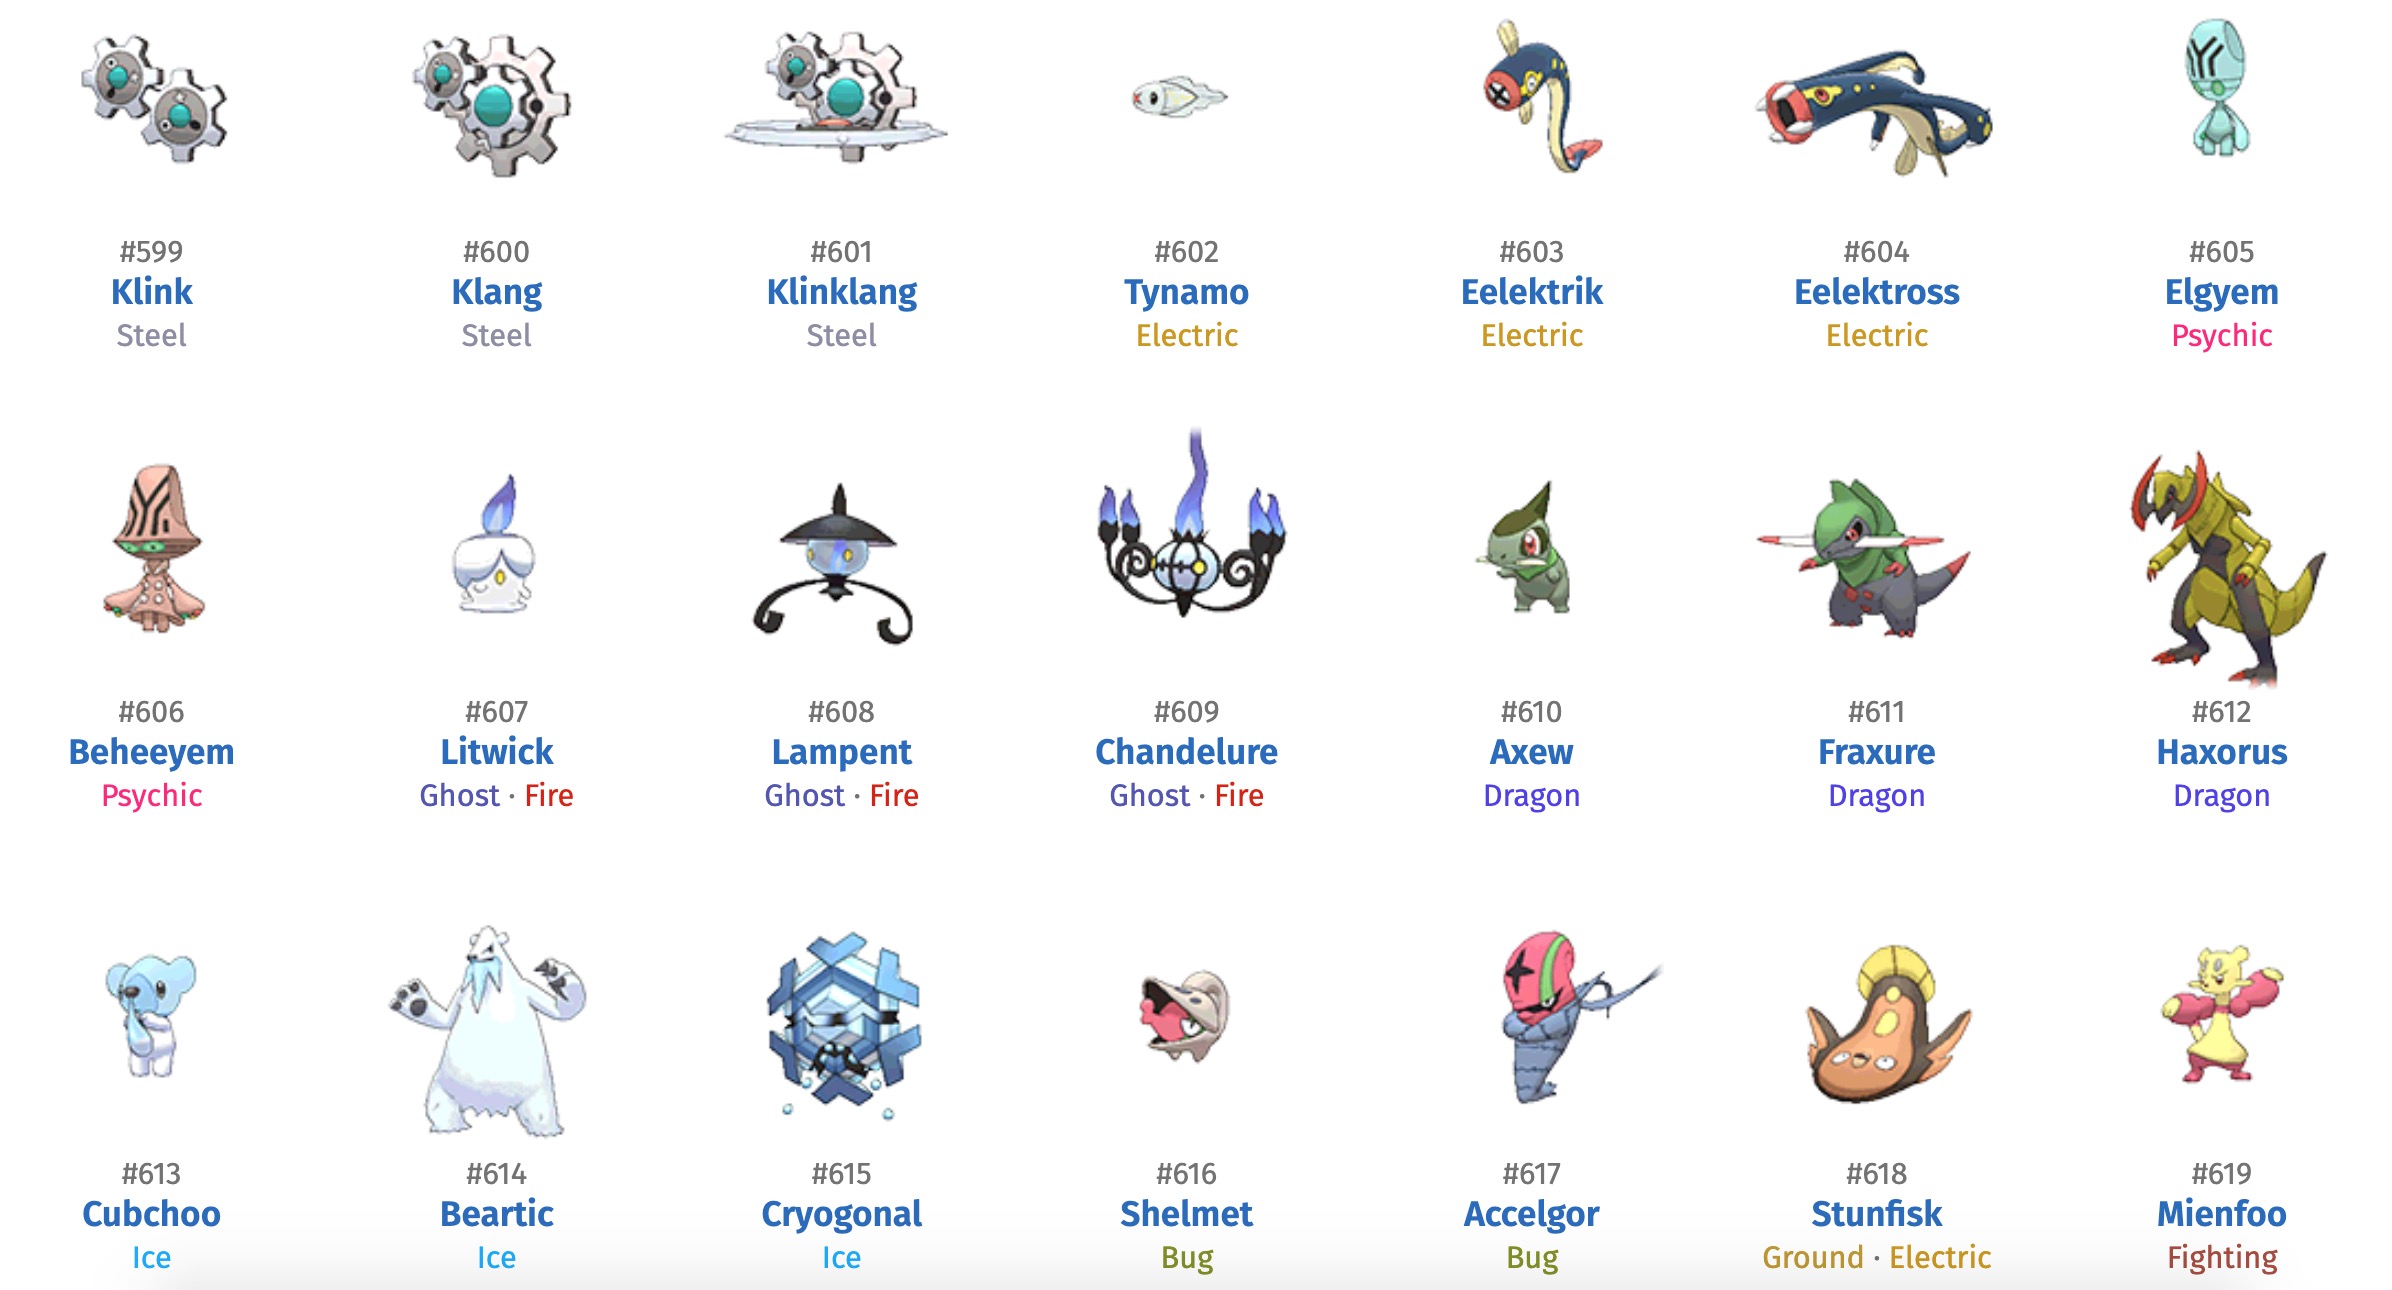 #599 #600 #601 #602 #603 #604 #605
Klink Klang Klinklang Tynamo Eelektrik Eelektross Elgyem
Steel Steel Steel Electric Electric Electric Psychic
#606 #607 #608 #609 #610 #611 #612
Beheeyem Litwick Lampent Chandelure Axew Fraxure Haxorus
Psychic Ghost · Fire Ghost · Fire Ghost · Fire Dragon Dragon Dragon
#613 #614 #615 #616 #617 #618 #619
Cubchoo Beartic Cryogonal Shelmet Accelgor Stunfisk Mienfoo
Ice Ice Ice Bug Bug Ground · Electric Fighting